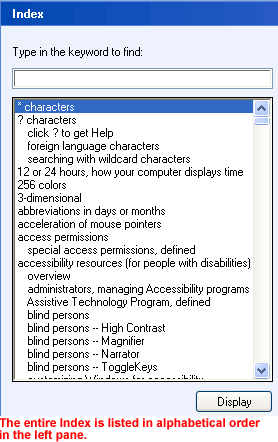 Index
Type in the keyword to find:
* characters
? characters
click ? to get Help
foreign language characters
searching with wildcard characters
12 or 24 hours, how your computer displays time
256 colors
3-dimensional
abbreviations in days or months
acceleration of mouse pointers
access permissions
special access permissions, defined
accessibility resources (for people with disabilities)
overview
administrators, managing Accessibility programs
Assistive Technology Program, defined
blind persons
blind persons -- High Contrast
blind persons -- Magnifier
blind persons -- Narrator
blind persons -- ToggleKeys
customizing Windows for accessibility
Display
The entire Index is listed in alphabetical order
in the left pane.